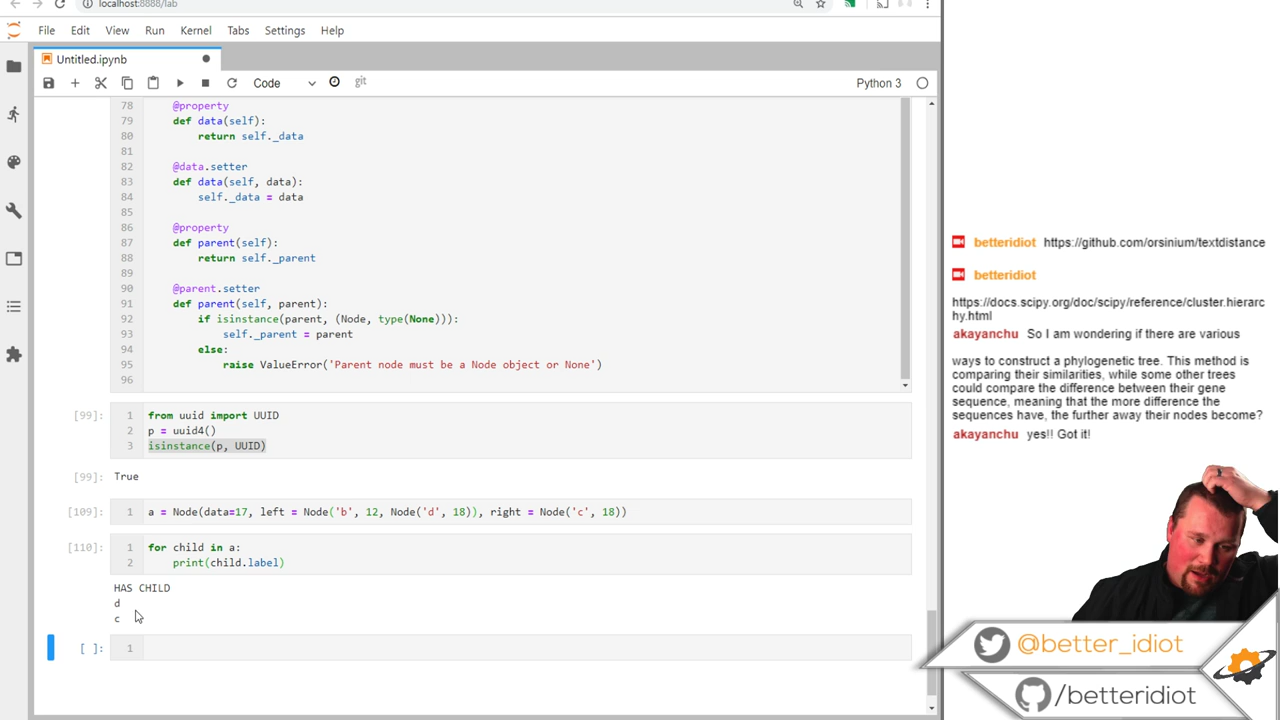 localhost:8888/lab
File Edit View Run Kernel Tabs Settings Help
Untitled.ipynb
Code git Python 3
78 @property
79 def data(self):
80 return self._data
81
82 @data.setter
83 def data(self, data):
84 self._data = data
85
86 @property
87 def parent(self):
88 return self._parent
89
90 @parent.setter
91 def parent(self, parent):
92 if isinstance(parent, (Node, type(None))):
93 self._parent = parent
94 else:
95 raise ValueError('Parent node must be a Node object or None')
96
[99]: 1 from uuid import UUID
2 p = uuid4()
3 isinstance(p, UUID)
[99]: True
[109]: 1 a = Node(data=17, left = Node('b', 12, Node('d', 18)), right = Node('c', 18))
[110]: 1 for child in a:
2 print(child.label)
HAS CHILD
d
c
[ ]: 1
betteridiot https://github.com/orsinium/textdistance
betteridiot
https://docs.scipy.org/doc/scipy/reference/cluster.hierarc
hy.html
akayanchu So I am wondering if there are various
ways to construct a phylogenetic tree. This method is
comparing their similarities, while some other trees
could compare the difference between their gene
sequence, meaning that the more difference the
sequences have, the further away their nodes become?
akayanchu yes!! Got it!
@better_idiot
/betteridiot